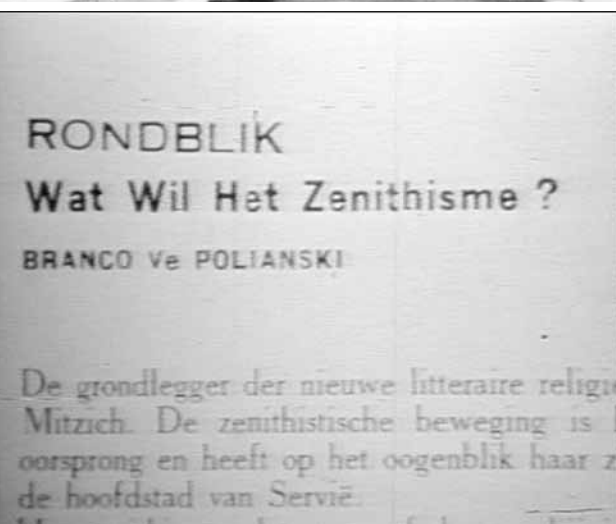 RONDBLIK
Wat Wil Het Zenithisme ?
BRANCO Ve POLIANSKI
De grondlegger der nieuwe litteraire religie
Mitzich. De zenithistische beweging is
oorsprong en heeft op het oogenblik haar z
de hoofdstad van Servië.